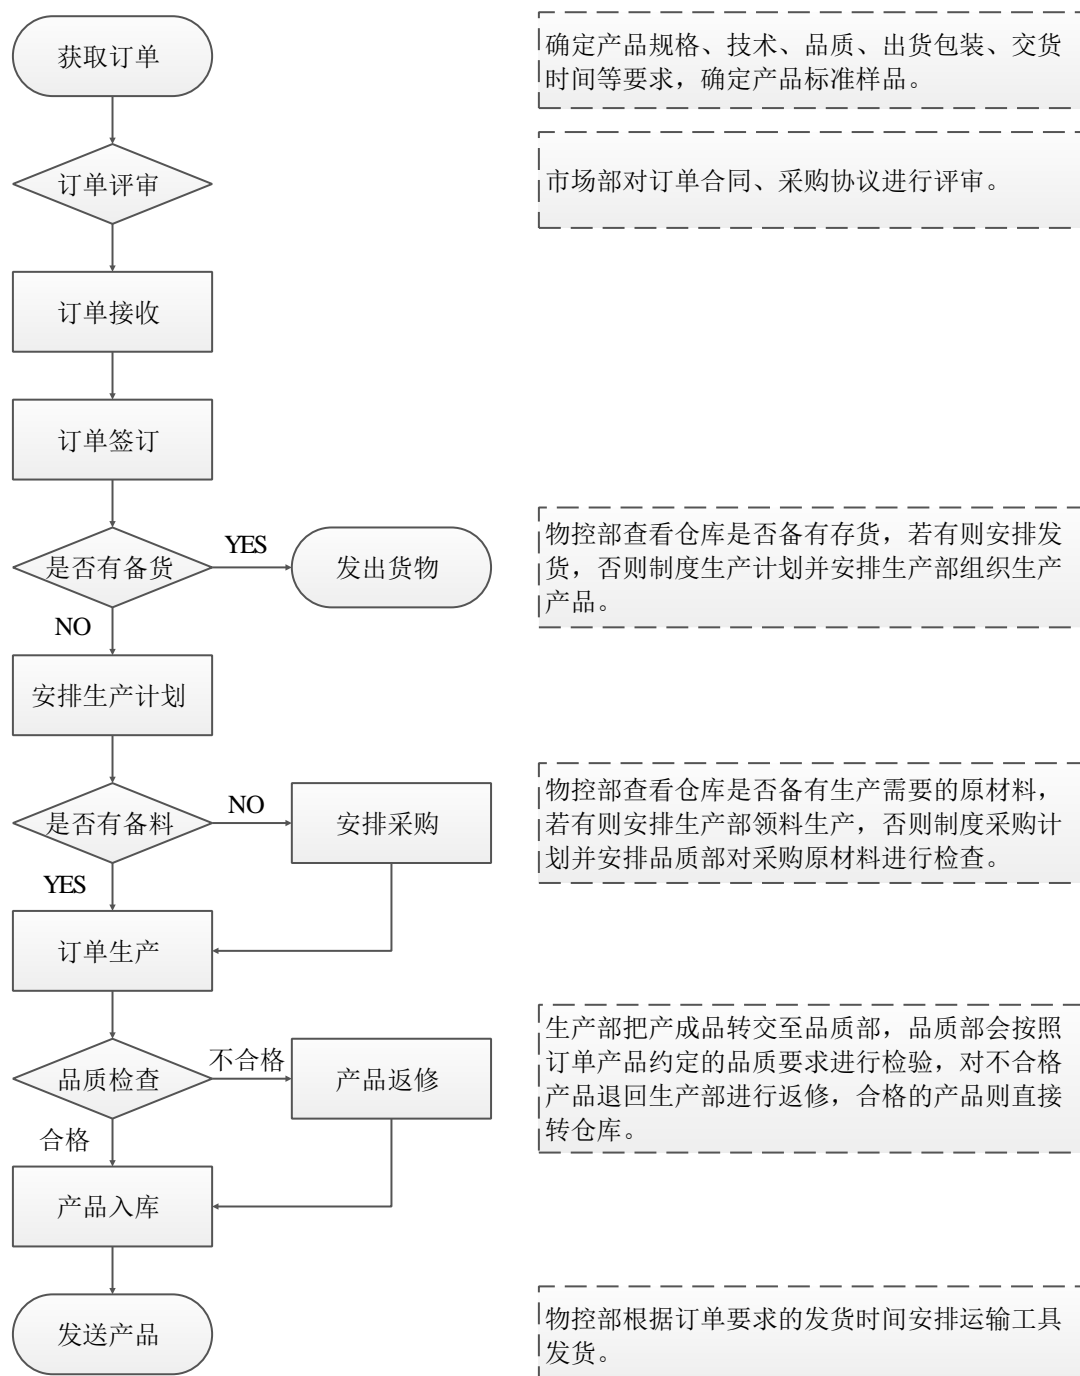 获取订单
确定产品规格、技术、品质、出货包装、交货
时间等要求，确定产品标准样品。
订单评审
市场部对订单合同、采购协议进行评审。
订单接收
订单签订
是否有备货
YES
发出货物
物控部查看仓库是否备有存货，若有则安排发
货，否则制度生产计划并安排生产部组织生产
产品。
NO
安排生产计划
是否有备料
NO
安排采购
物控部查看仓库是否备有生产需要的原材料，
若有则安排生产部领料生产，否则制度采购计
划并安排品质部对采购原材料进行检查。
YES
订单生产
品质检查
不合格
产品返修
生产部把产成品转交至品质部，品质部会按照
订单产品约定的品质要求进行检验，对不合格
产品退回生产部进行返修，合格的产品则直接
转仓库。
合格
产品入库
发送产品
物控部根据订单要求的发货时间安排运输工具
发货。